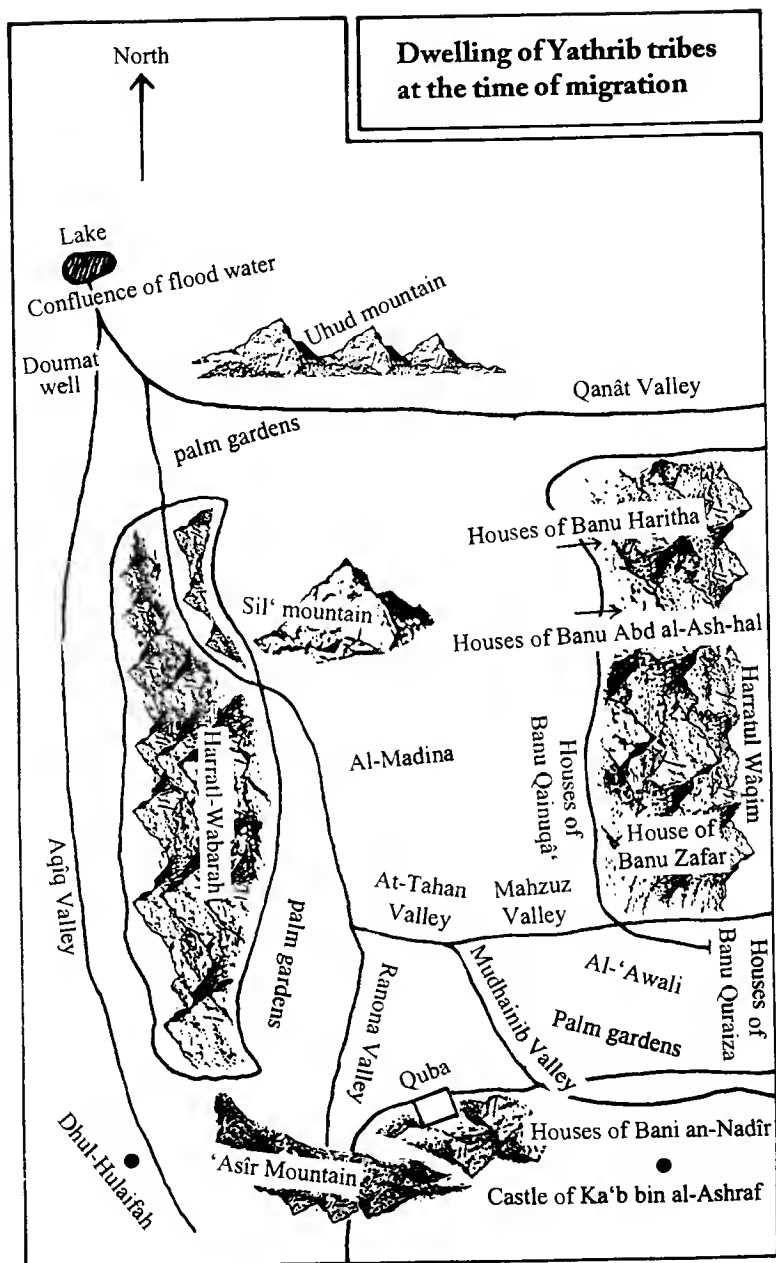 Dwelling of Yathrib tribes
at the time of migration
North
Lake
Confluence of flood water
Doumat
well
Uhud mountain
Qanât Valley
palm gardens
Houses of Banu Haritha
Sil‘ mountain
Houses of Banu Abd al-Ash-hal
Harratul Wâqim
Al-Madina
Houses of
Banu Qainuqâ‘
Harratl-Wabarah
House of
Banu Zafar
Aqîq Valley
At-Tahan
Valley
Mahzuz
Valley
palm gardens
Ranona Valley
Mudhainib Valley
Al-‘Awali
Houses of
Banu Quraiza
Palm gardens
Quba
Dhul-Hulaifah
‘Asîr Mountain
Houses of Bani an-Nadîr
Castle of Ka‘b bin al-Ashraf